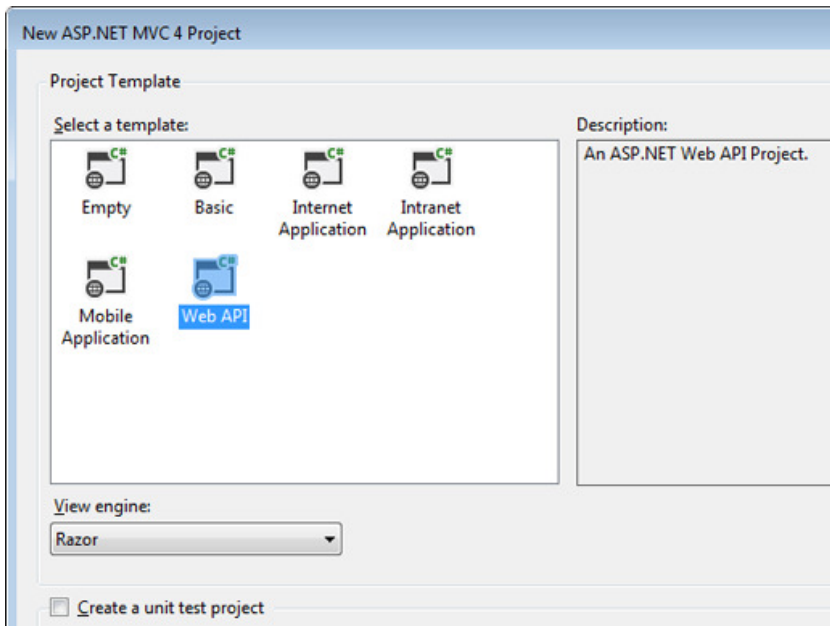 New ASP.NET MVC 4 Project
Project Template
Select a template:
Description:
An ASP.NET Web API Project.
C# C# C# C#
Empty Basic Internet Application Intranet Application
C# C#
Mobile Application Web API
View engine:
Razor
Create a unit test project